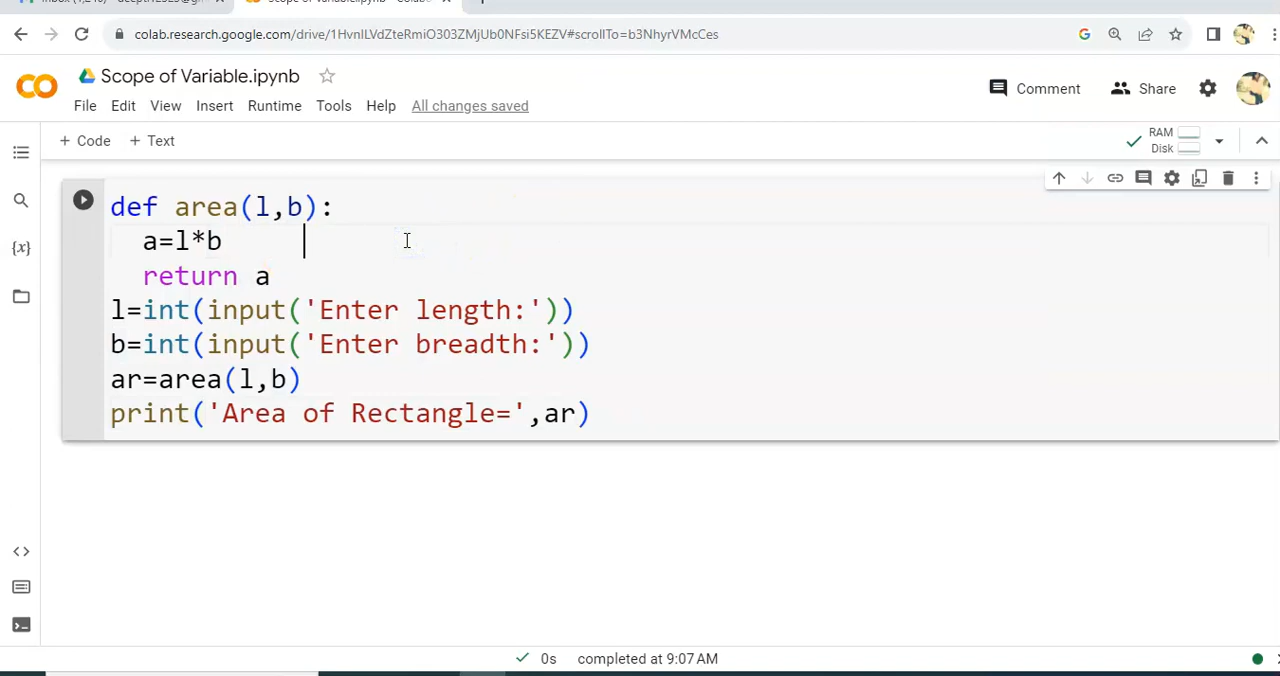 colab.research.google.com/drive/1HvnILVdZteRmiO303ZMjUb0NFsi5KEZV#scrollTo=b3NhyrVMcCes
Scope of Variable.ipynb
File Edit View Insert Runtime Tools Help All changes saved
Comment Share
+ Code + Text
RAM
Disk
{x}
def area(l,b):
a=l*b
return a
l=int(input('Enter length:'))
b=int(input('Enter breadth:'))
ar=area(l,b)
print('Area of Rectangle=',ar)
0s completed at 9:07 AM